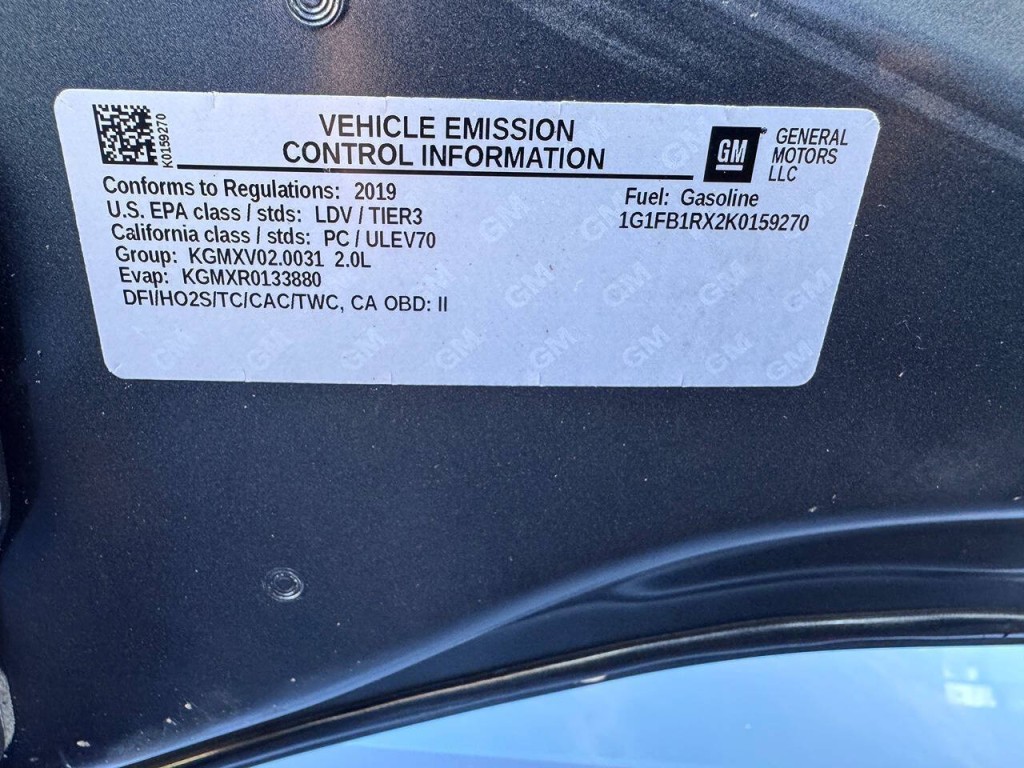 K0159270
VEHICLE EMISSION
CONTROL INFORMATION
GM
GENERAL
MOTORS
LLC
Conforms to Regulations: 2019
U.S. EPA class / stds: LDV / TIER3
California class / stds: PC / ULEV70
Group: KGMXV02.0031 2.0L
Evap: KGMXR0133880
DFI/HO2S/TC/CAC/TWC, CA OBD: II
Fuel: Gasoline
1G1FB1RX2K0159270